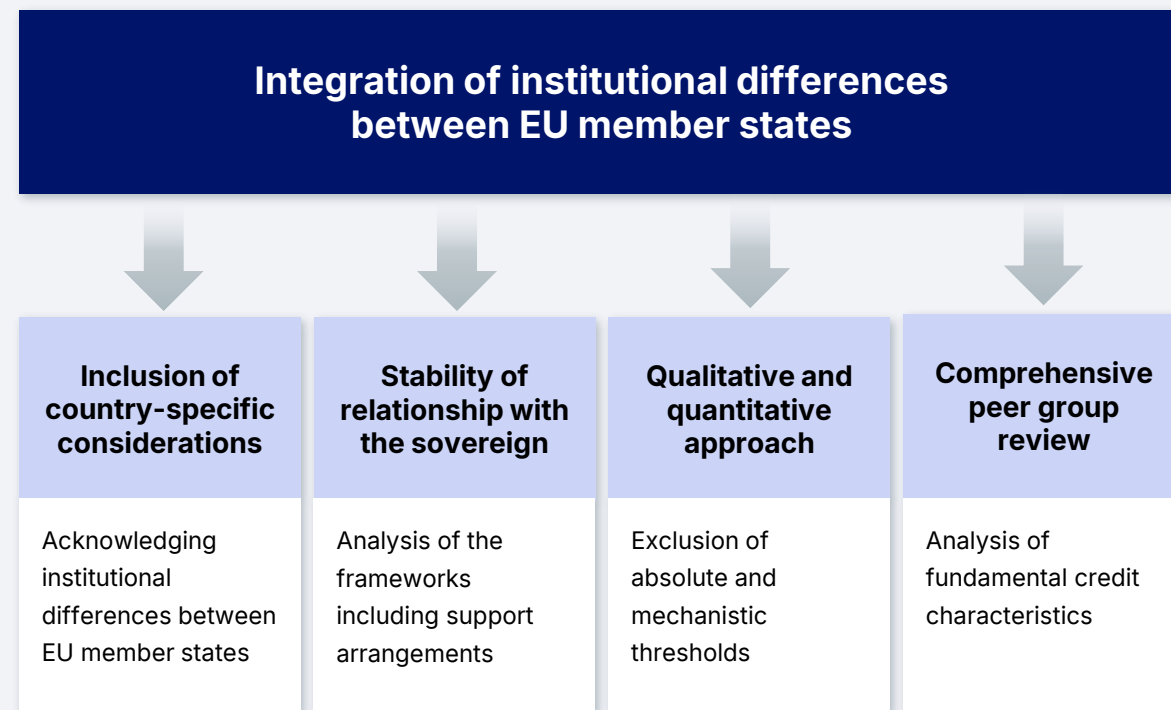 Integration of institutional differences
between EU member states
Inclusion of
country-specific
considerations
Acknowledging
institutional
differences between
EU member states
Stability of
relationship with
the sovereign
Analysis of the
frameworks
including support
arrangements
Qualitative and
quantitative
approach
Exclusion of
absolute and
mechanistic
thresholds
Comprehensive
peer group
review
Analysis of
fundamental credit
characteristics